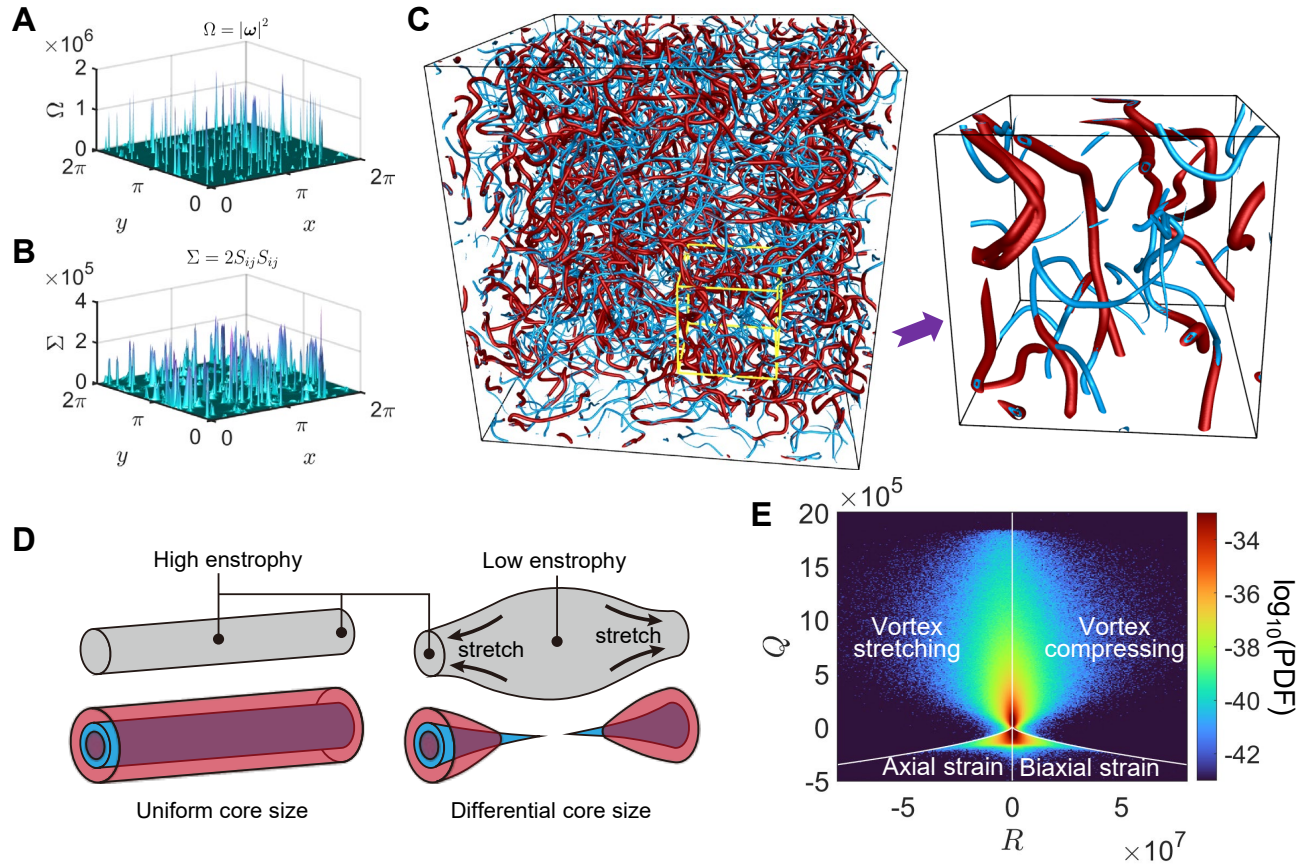 A
Ω = |ω|²
×10⁶
2
1
0
Ω
2π
π
0
y
0
π
2π
x
B
Σ = 2SᵢⱼSᵢⱼ
×10⁵
4
2
0
Σ
2π
π
0
y
0
π
2π
x
C
D
High enstrophy
Low enstrophy
stretch
stretch
Uniform core size
Differential core size
E
×10⁵
20
15
10
5
0
-5
Q
Vortex
stretching
Vortex
compressing
Axial strain
Biaxial strain
-5
0
5
R
×10⁷
-34
-36
-38
-40
-42
log₁₀(PDF)